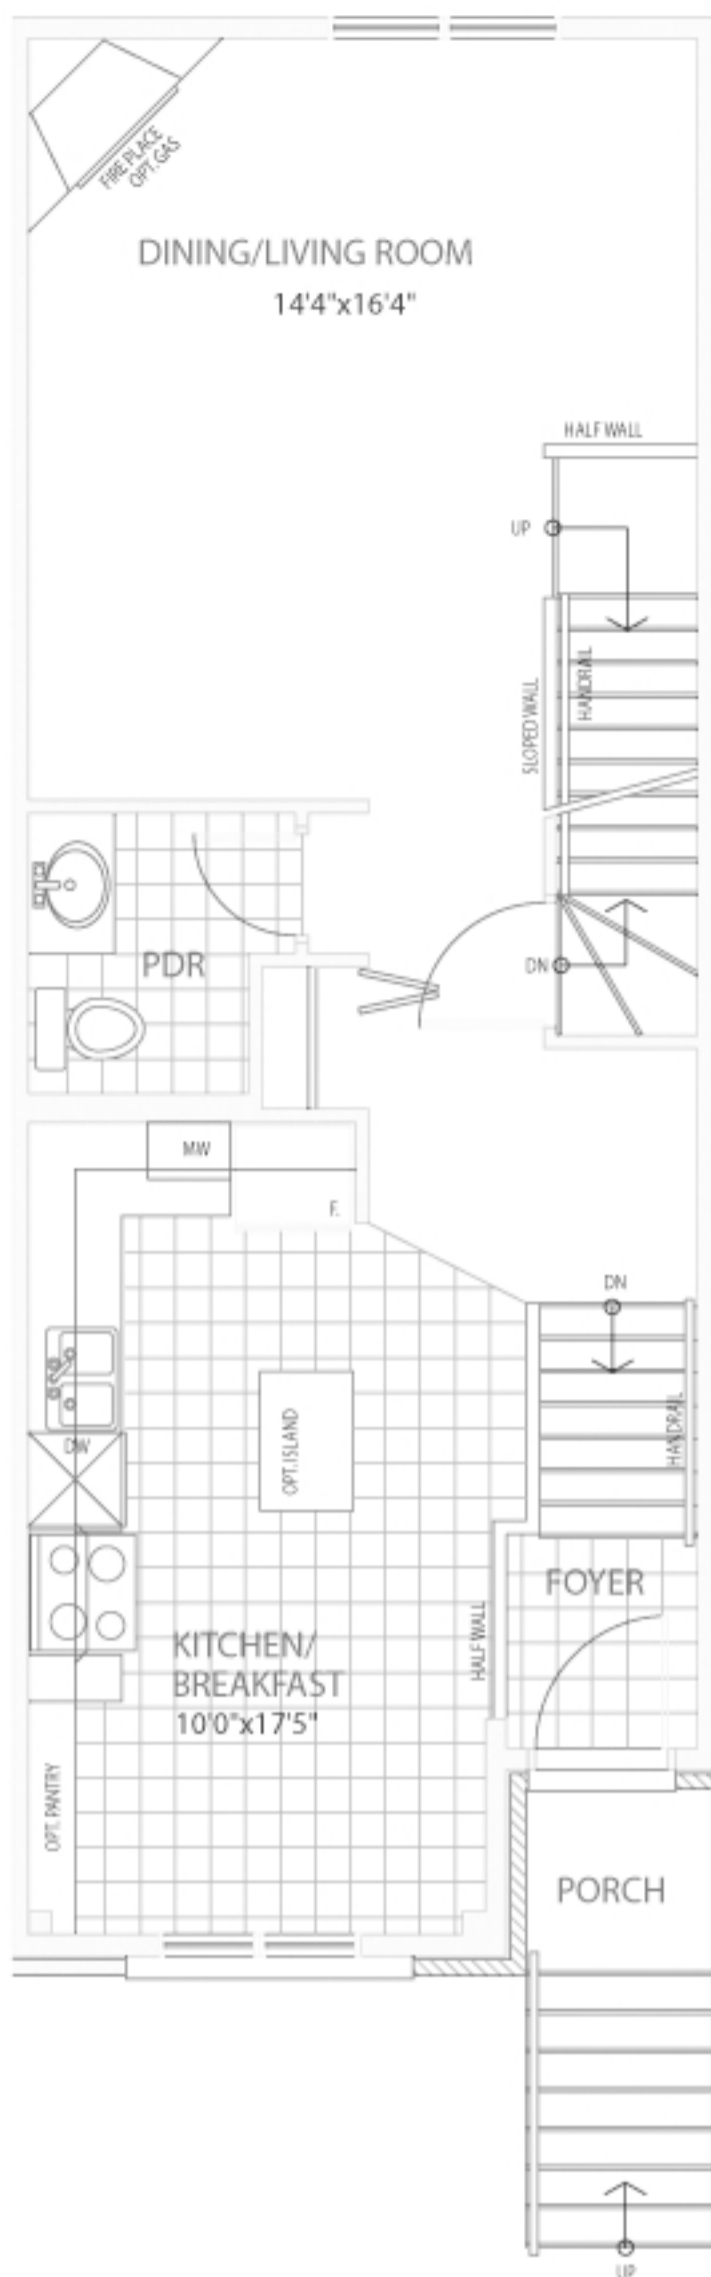 FIRE PLACE
OPT. GAS
DINING/LIVING ROOM
14'4"x16'4"
HALF WALL
UP
HANDRAIL
SLOPED WALL
PDR
DN
MW
F.
DN
HANDRAIL
OPT. ISLAND
DW
FOYER
HALF WALL
KITCHEN/
BREAKFAST
10'0"x17'5"
OPT. PANTRY
PORCH
UP